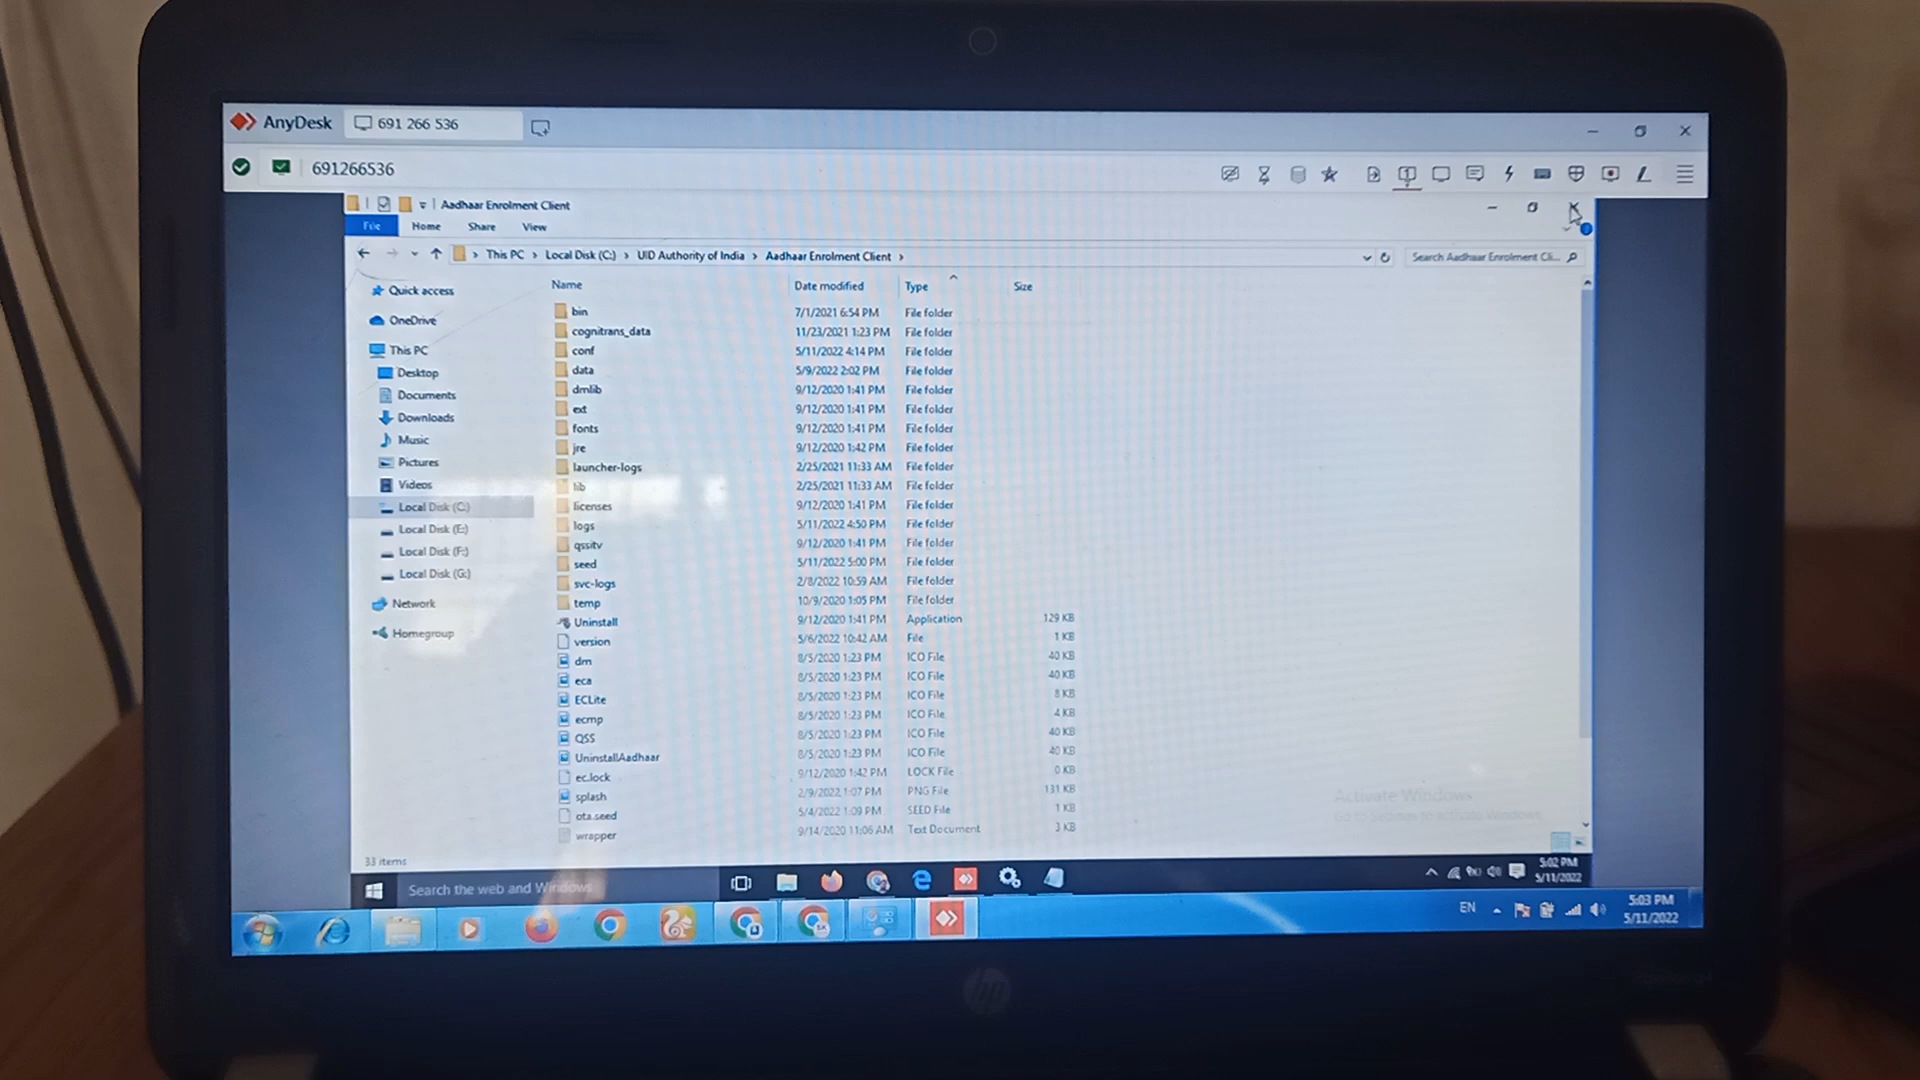 AnyDesk 691 266 536
691266536
Aadhaar Enrolment Client
File Home Share View
This PC > Local Disk (C:) > UID Authority of India > Aadhaar Enrolment Client >
Search Aadhaar Enrolment Cli...
Quick access
OneDrive
This PC
Desktop
Documents
Downloads
Music
Pictures
Videos
Local Disk (C:)
Local Disk (E:)
Local Disk (F:)
Local Disk (G:)
Network
Homegroup
Name Date modified Type Size
bin 7/1/2021 6:54 PM File folder
cognitrans_data 11/23/2021 1:23 PM File folder
conf 5/11/2022 4:14 PM File folder
data 5/9/2022 2:02 PM File folder
dmlib 9/12/2020 1:41 PM File folder
ext 9/12/2020 1:41 PM File folder
fonts 9/12/2020 1:41 PM File folder
jre 9/12/2020 1:42 PM File folder
launcher-logs 2/25/2021 11:33 AM File folder
lib 2/25/2021 11:33 AM File folder
licenses 9/12/2020 1:41 PM File folder
logs 5/11/2022 4:50 PM File folder
qssitv 9/12/2020 1:41 PM File folder
seed 5/11/2022 5:00 PM File folder
svc-logs 2/8/2022 10:59 AM File folder
temp 10/9/2020 1:05 PM File folder
Uninstall 9/12/2020 1:41 PM Application 129 KB
version 5/6/2022 10:42 AM File 1 KB
dm 8/5/2020 1:23 PM ICO File 40 KB
eca 8/5/2020 1:23 PM ICO File 40 KB
ECLite 8/5/2020 1:23 PM ICO File 8 KB
ecmp 8/5/2020 1:23 PM ICO File 4 KB
QSS 8/5/2020 1:23 PM ICO File 40 KB
UninstallAadhaar 8/5/2020 1:23 PM ICO File 40 KB
ec.lock 9/12/2020 1:42 PM LOCK File 0 KB
splash 2/9/2022 1:07 PM PNG File 131 KB
ota.seed 5/4/2022 1:09 PM SEED File 1 KB
wrapper 9/14/2020 11:06 AM Text Document 3 KB
Activate Windows
Go to Settings to activate Windows.
33 items
Search the web and Windows
5:02 PM
5/11/2022
EN
5:03 PM
5/11/2022
hp